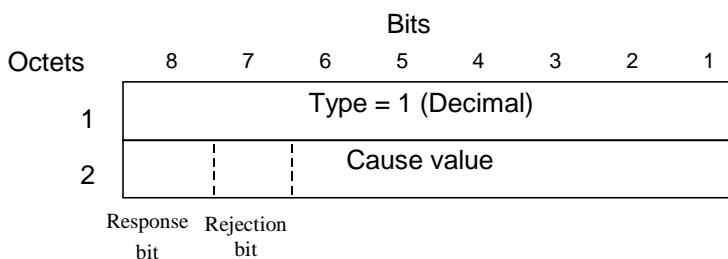 Bits
Octets 8 7 6 5 4 3 2 1
1 Type = 1 (Decimal)
2 Cause value
Response Rejection
bit bit